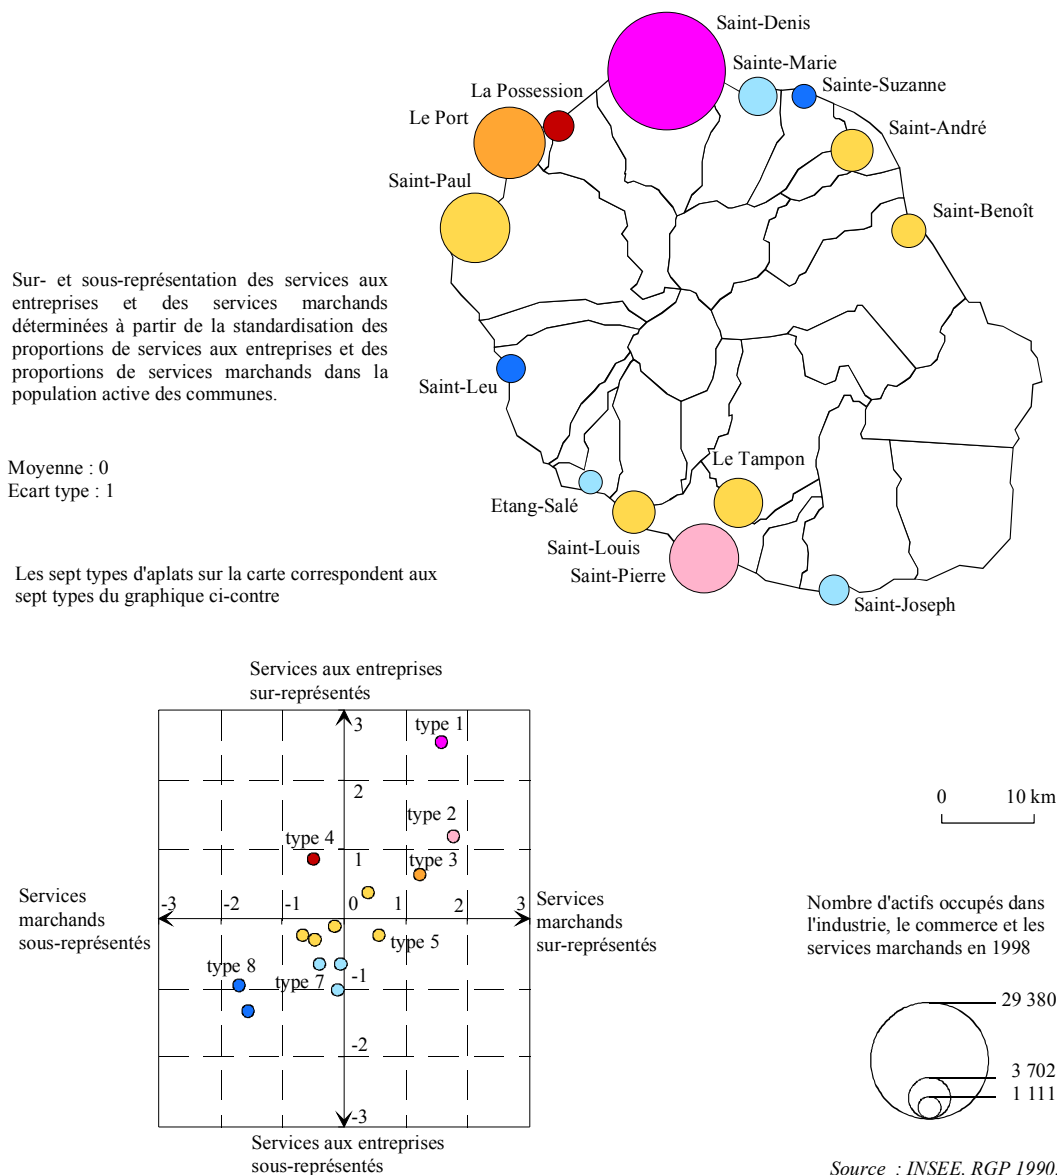 Saint-Denis
Sainte-Marie
Sainte-Suzanne
La Possession
Le Port
Saint-André
Saint-Paul
Saint-Benoît
Sur- et sous-représentation des services aux
entreprises et des services marchands
déterminées à partir de la standardisation des
proportions de services aux entreprises et des
proportions de services marchands dans la
population active des communes.
Saint-Leu
Moyenne : 0
Ecart type : 1
Le Tampon
Etang-Salé
Saint-Louis
Saint-Pierre
Saint-Joseph
Les sept types d'aplats sur la carte correspondent aux
sept types du graphique ci-contre
Services aux entreprises
sur-représentés
3
type 1
2
type 2
type 4
1
type 3
Services
marchands
sous-représentés
-3
-2
-1
0
1
2
3
Services
marchands
sur-représentés
type 5
type 8
type 7
-1
-2
-3
Services aux entreprises
sous-représentés
0 10 km
Nombre d'actifs occupés dans
l'industrie, le commerce et les
services marchands en 1998
29 380
3 702
1 111
Source : INSEE. RGP 1990.